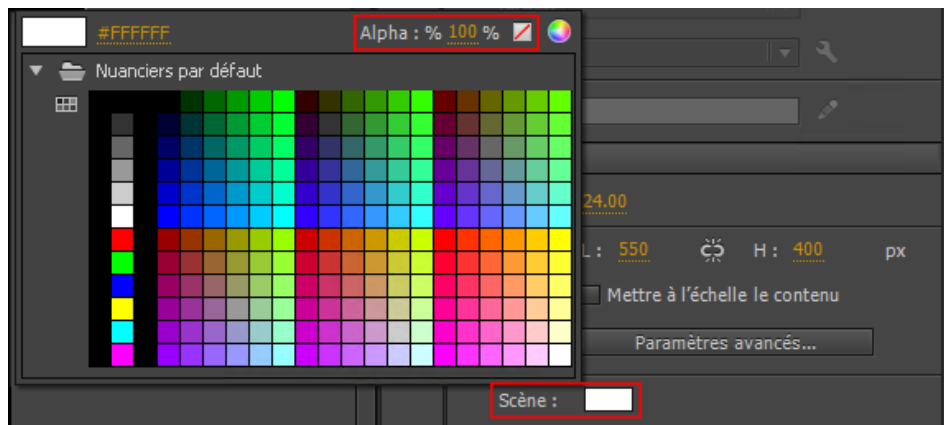 #FFFFFF Alpha : % 100 %
Nuanciers par défaut
24.00
L : 550 H : 400 px
Mettre à l'échelle le contenu
Paramètres avancés...
Scène :